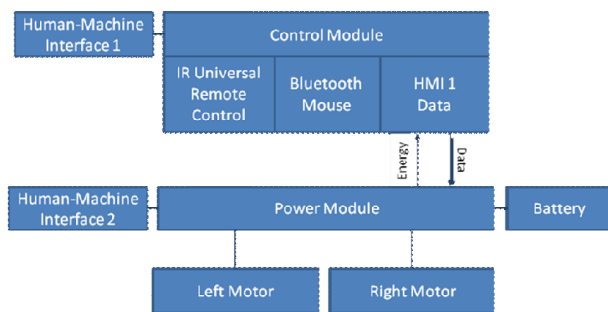 Human-Machine
Interface 1
Control Module
IR Universal
Remote
Control
Bluetooth
Mouse
HMI 1
Data
Energy
Data
Human-Machine
Interface 2
Power Module
Battery
Left Motor
Right Motor